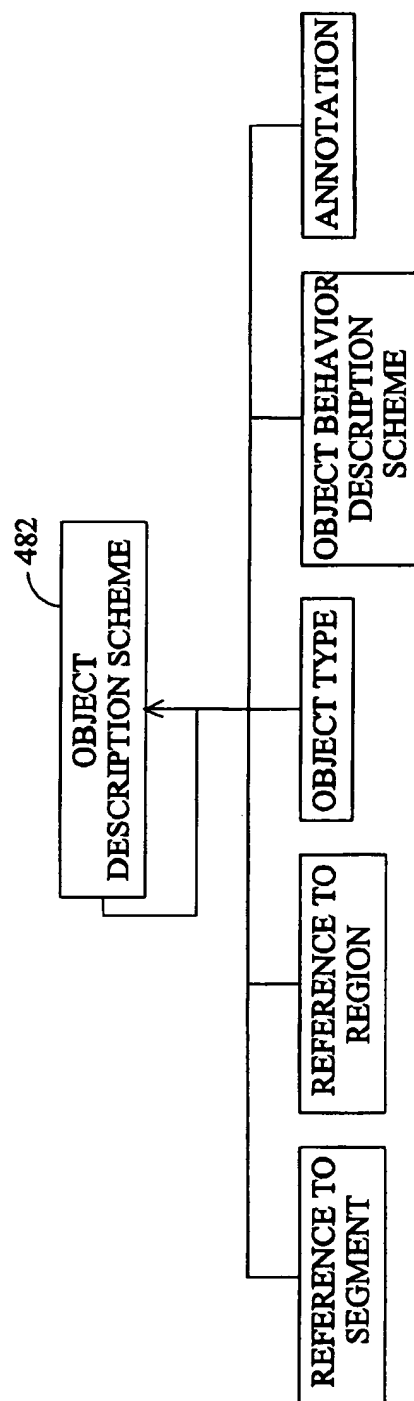 482
OBJECT
DESCRIPTION SCHEME
REFERENCE TO
SEGMENT
REFERENCE TO
REGION
OBJECT TYPE
OBJECT BEHAVIOR
DESCRIPTION
SCHEME
ANNOTATION